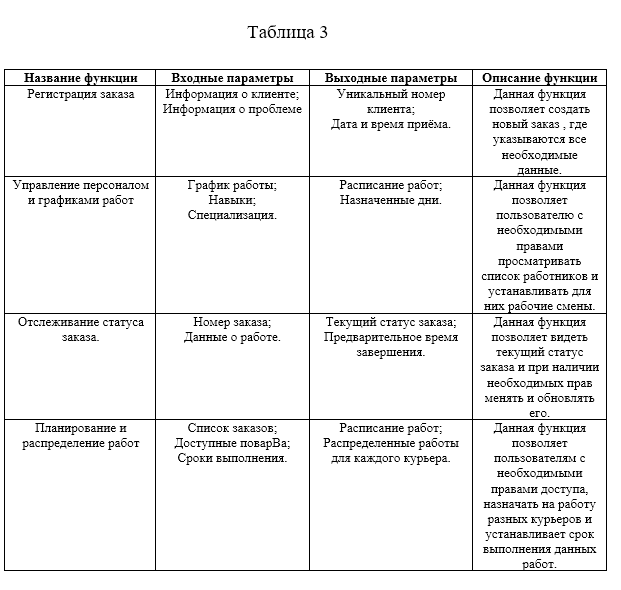 Таблица 3
Название функции
Входные параметры
Выходные параметры
Описание функции
Регистрация заказа
Информация о клиенте;
Информация о проблеме
Уникальный номер
клиента;
Дата и время приёма.
Данная функция
позволяет создать
новый заказ , где
указываются все
необходимые
данные.
Управление персоналом
и графиками работ
График работы;
Навыки;
Специализация.
Расписание работ;
Назначенные дни.
Данная функция
позволяет
пользователю с
необходимыми
правами
просматривать
список работников и
устанавливать для
них рабочие смены.
Отслеживание статуса
заказа.
Номер заказа;
Данные о работе.
Текущий статус заказа;
Предварительное время
завершения.
Данная функция
позволяет видеть
текущий статус
заказа и при наличии
необходимых прав
менять и обновлять
его.
Планирование и
распределение работ
Список заказов;
Доступные поварВа;
Сроки выполнения.
Расписание работ;
Распределенные работы
для каждого курьера.
Данная функция
позволяет
пользователям с
необходимыми
правами доступа,
назначать на работу
разных курьеров и
устанавливает срок
выполнения данных
работ.